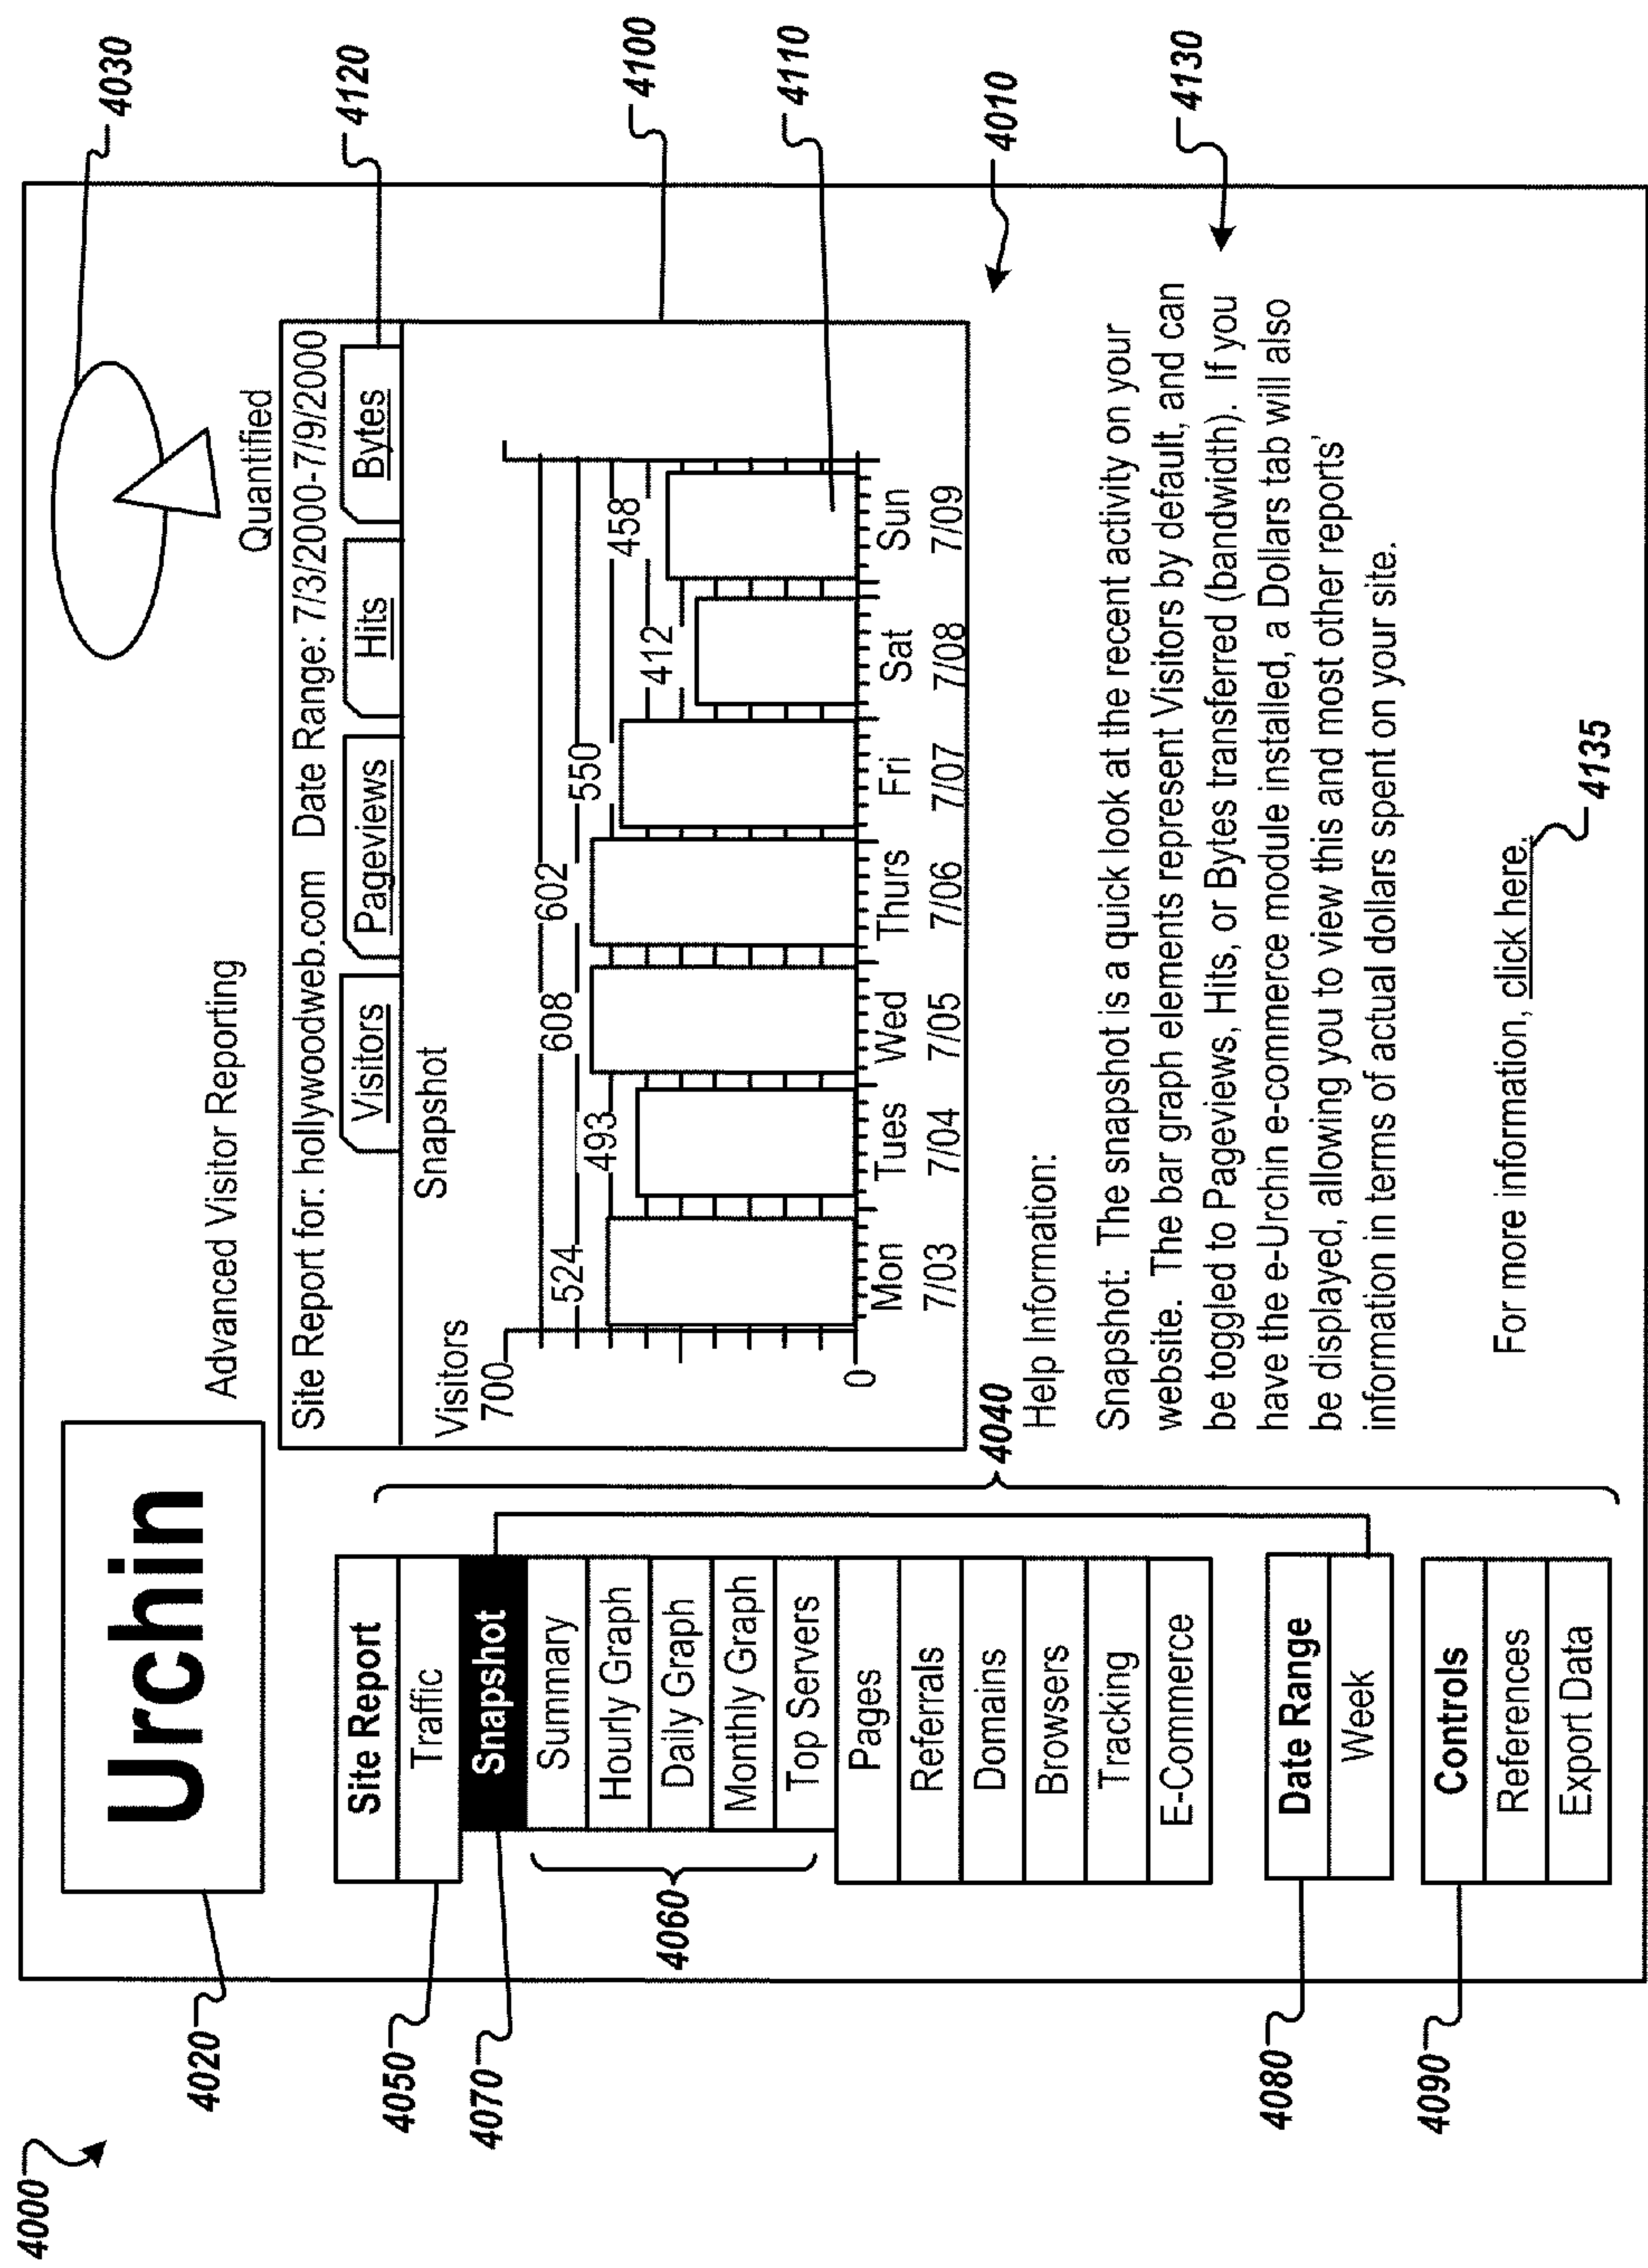 4000
4020
Urchin
Advanced Visitor Reporting
Quantified
4030
4050
4070
4060
4080
4090
Site Report
Traffic
Snapshot
Summary
Hourly Graph
Daily Graph
Monthly Graph
Top Servers
Pages
Referrals
Domains
Browsers
Tracking
E-Commerce
Date Range
Week
Controls
References
Export Data
4040
Site Report for: hollywoodweb.com Date Range: 7/3/2000-7/9/2000
Visitors Pageviews Hits Bytes
4120
Snapshot
Visitors
700
524 493 608 602 550 412 458
0
Mon Tues Wed Thurs Fri Sat Sun
7/03 7/04 7/05 7/06 7/07 7/08 7/09
4100
4110
4010
Help Information:
Snapshot: The snapshot is a quick look at the recent activity on your
website. The bar graph elements represent Visitors by default, and can
be toggled to Pageviews, Hits, or Bytes transferred (bandwidth). If you
have the e-Urchin e-commerce module installed, a Dollars tab will also
be displayed, allowing you to view this and most other reports'
information in terms of actual dollars spent on your site.
4130
For more information, click here.
4135